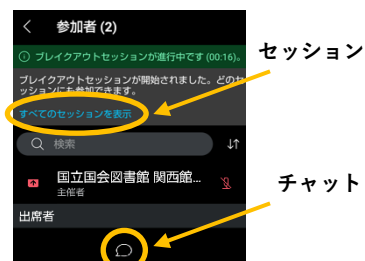 参加者 (2)
ブレイクアウトセッションが進行中です (00:16)。
セッション
ブレイクアウトセッションが開始されました。どのセ
ッションにも参加できます。
すべてのセッションを表示
検索
国立国会図書館 関西館...
主催者
チャット
出席者